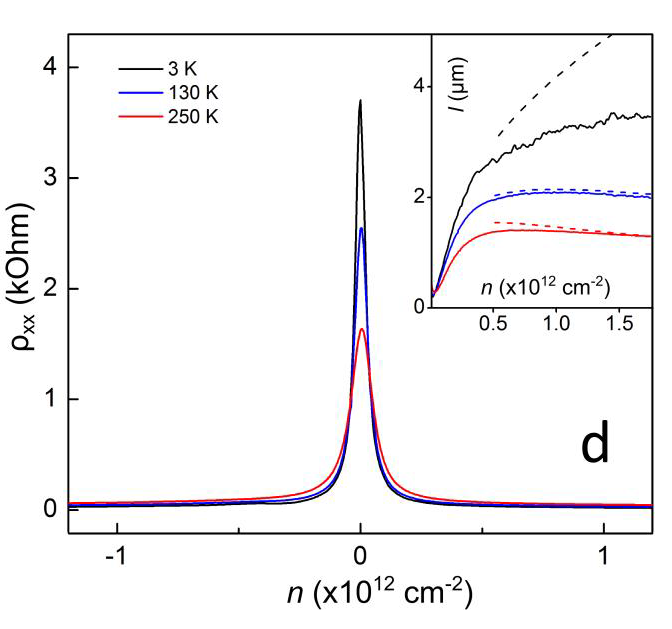 4
3
2
1
0
ρxx (kOhm)
3 K
130 K
250 K
-1
0
1
n (x10¹² cm⁻²)
d
l (μm)
4
2
0
n (x10¹² cm⁻²)
0.5
1.0
1.5